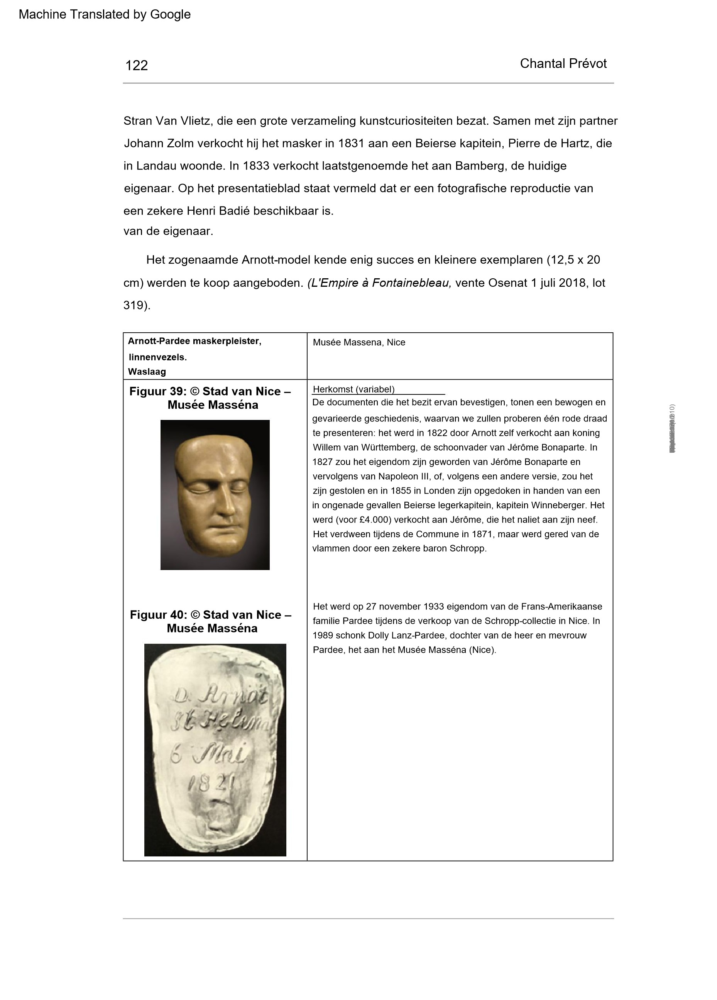 Machine Translated by Google
122
Chantal Prévot
Stran Van Vlietz, die een grote verzameling kunstcuriositeiten bezat. Samen met zijn partner
Johann Zolm verkocht hij het masker in 1831 aan een Beierse kapitein, Pierre de Hartz, die
in Landau woonde. In 1833 verkocht laatstgenoemde het aan Bamberg, de huidige
eigenaar. Op het presentatieblad staat vermeld dat er een fotografische reproductie van
een zekere Henri Badié beschikbaar is.
van de eigenaar.
Het zogenaamde Arnott-model kende enig succes en kleinere exemplaren (12,5 x 20
cm) werden te koop aangeboden. (L'Empire à Fontainebleau, vente Osenat 1 juli 2018, lot
319).
Arnott-Pardee maskerpleister,
linnenvezels.
Waslaag
Musée Massena, Nice
Figuur 39: © Stad van Nice –
Musée Masséna
Herkomst (variabel)
De documenten die het bezit ervan bevestigen, tonen een bewogen en
gevarieerde geschiedenis, waarvan we zullen proberen één rode draad
te presenteren: het werd in 1822 door Arnott zelf verkocht aan koning
Willem van Württemberg, de schoonvader van Jérôme Bonaparte. In
1827 zou het eigendom zijn geworden van Jérôme Bonaparte en
vervolgens van Napoleon III, of, volgens een andere versie, zou het
zijn gestolen en in 1855 in Londen zijn opgedoken in handen van een
in ongenade gevallen Beierse legerkapitein, kapitein Winneberger. Het
werd (voor £4.000) verkocht aan Jérôme, die het naliet aan zijn neef.
Het verdween tijdens de Commune in 1871, maar werd gered van de
vlammen door een zekere baron Schropp.
Het werd op 27 november 1933 eigendom van de Frans-Amerikaanse
familie Pardee tijdens de verkoop van de Schropp-collectie in Nice. In
1989 schonk Dolly Lanz-Pardee, dochter van de heer en mevrouw
Pardee, het aan het Musée Masséna (Nice).
Figuur 40: © Stad van Nice –
Musée Masséna
D. Arnot
St Helena
6 Mai
1821